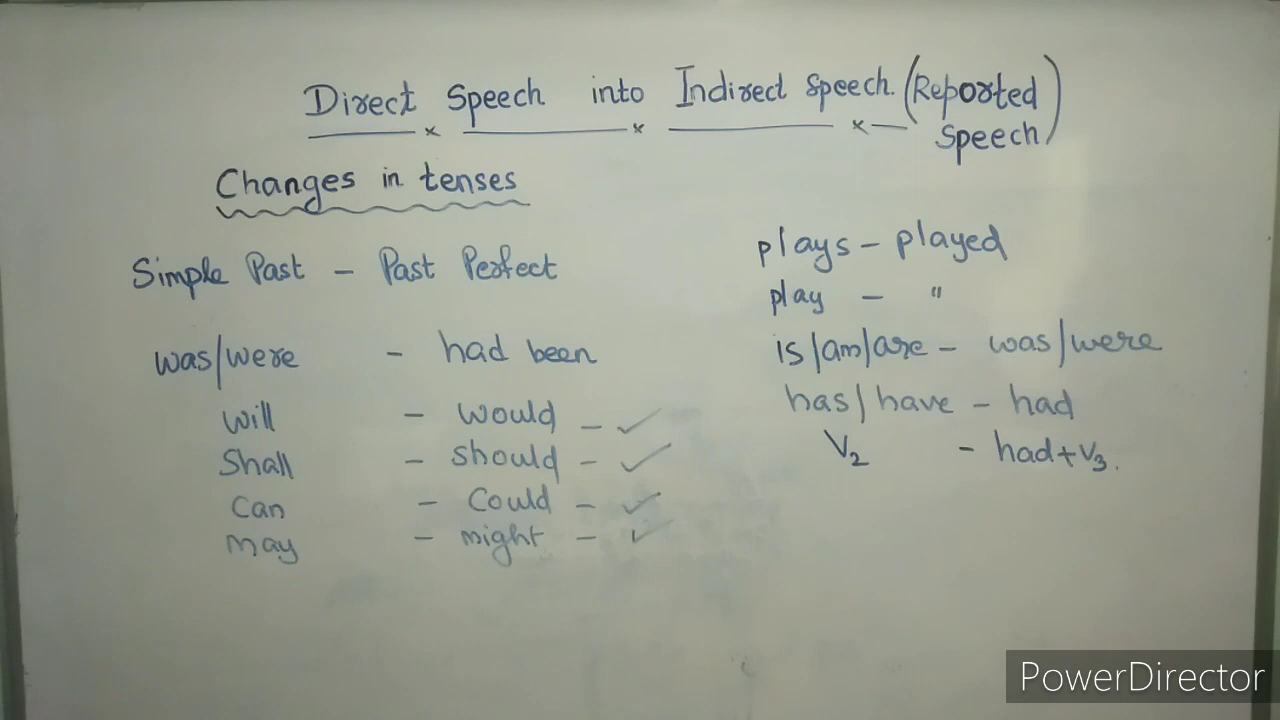 Direct Speech into Indirect Speech (Reported
Speech)
Changes in tenses
Simple Past - Past Perfect
was/were - had been
will - would - ✓
Shall - should - ✓
Can - Could - ✓
may - might - ✓
plays - played
play - "
is/am/are - was/were
has/have - had
V₂ - had+V₃.
PowerDirector